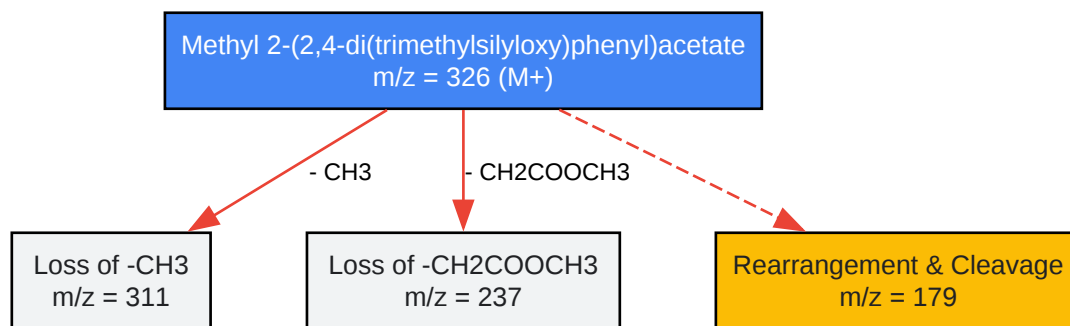 Methyl 2-(2,4-di(trimethylsilyloxy)phenyl)acetate
m/z = 326 (M+)
- CH3
- CH2COOCH3
Loss of -CH3
m/z = 311
Loss of -CH2COOCH3
m/z = 237
Rearrangement & Cleavage
m/z = 179